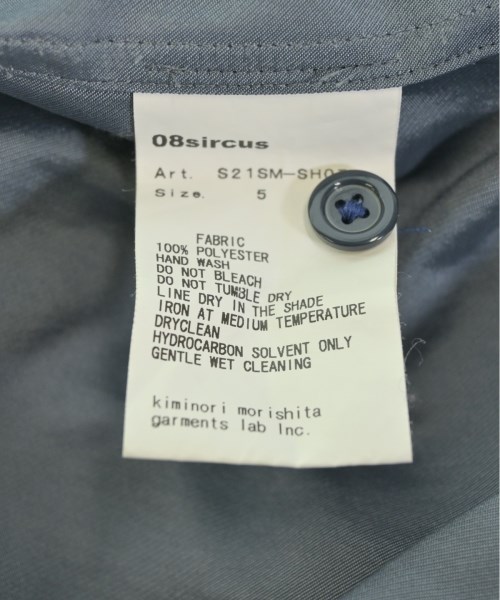 08sircus
Art. S21SM-SH0
Size. 5
FABRIC
100% POLYESTER
HAND WASH
DO NOT BLEACH
DO NOT TUMBLE DRY
LINE DRY IN THE SHADE
IRON AT MEDIUM TEMPERATURE
DRYCLEAN
HYDROCARBON SOLVENT ONLY
GENTLE WET CLEANING
kiminori morishita
garments lab Inc.